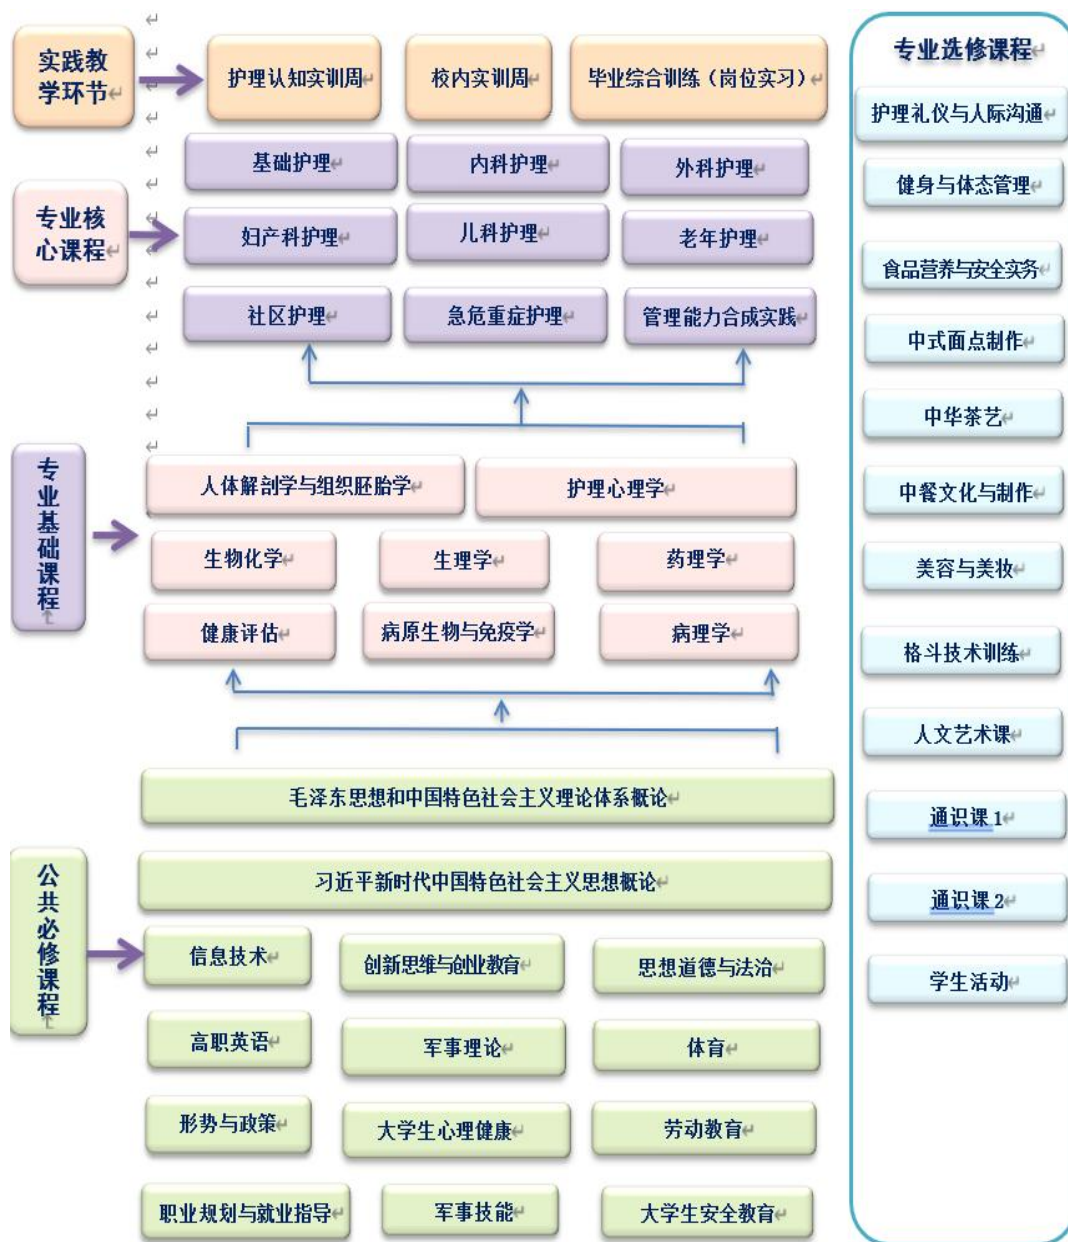 实践教
学环节
护理认知实训周
校内实训周
毕业综合训练（岗位实习）
专业核
心课程
基础护理
内科护理
外科护理
妇产科护理
儿科护理
老年护理
社区护理
急危重症护理
管理能力合成实践
专业基础课程
人体解剖学与组织胚胎学
护理心理学
生物化学
生理学
药理学
健康评估
病原生物与免疫学
病理学
公共必修课程
毛泽东思想和中国特色社会主义理论体系概论
习近平新时代中国特色社会主义思想概论
信息技术
创新思维与创业教育
思想道德与法治
高职英语
军事理论
体育
形势与政策
大学生心理健康
劳动教育
职业规划与就业指导
军事技能
大学生安全教育
专业选修课程
护理礼仪与人际沟通
健身与体态管理
食品营养与安全实务
中式面点制作
中华茶艺
中餐文化与制作
美容与美妆
格斗技术训练
人文艺术课
通识课1
通识课2
学生活动